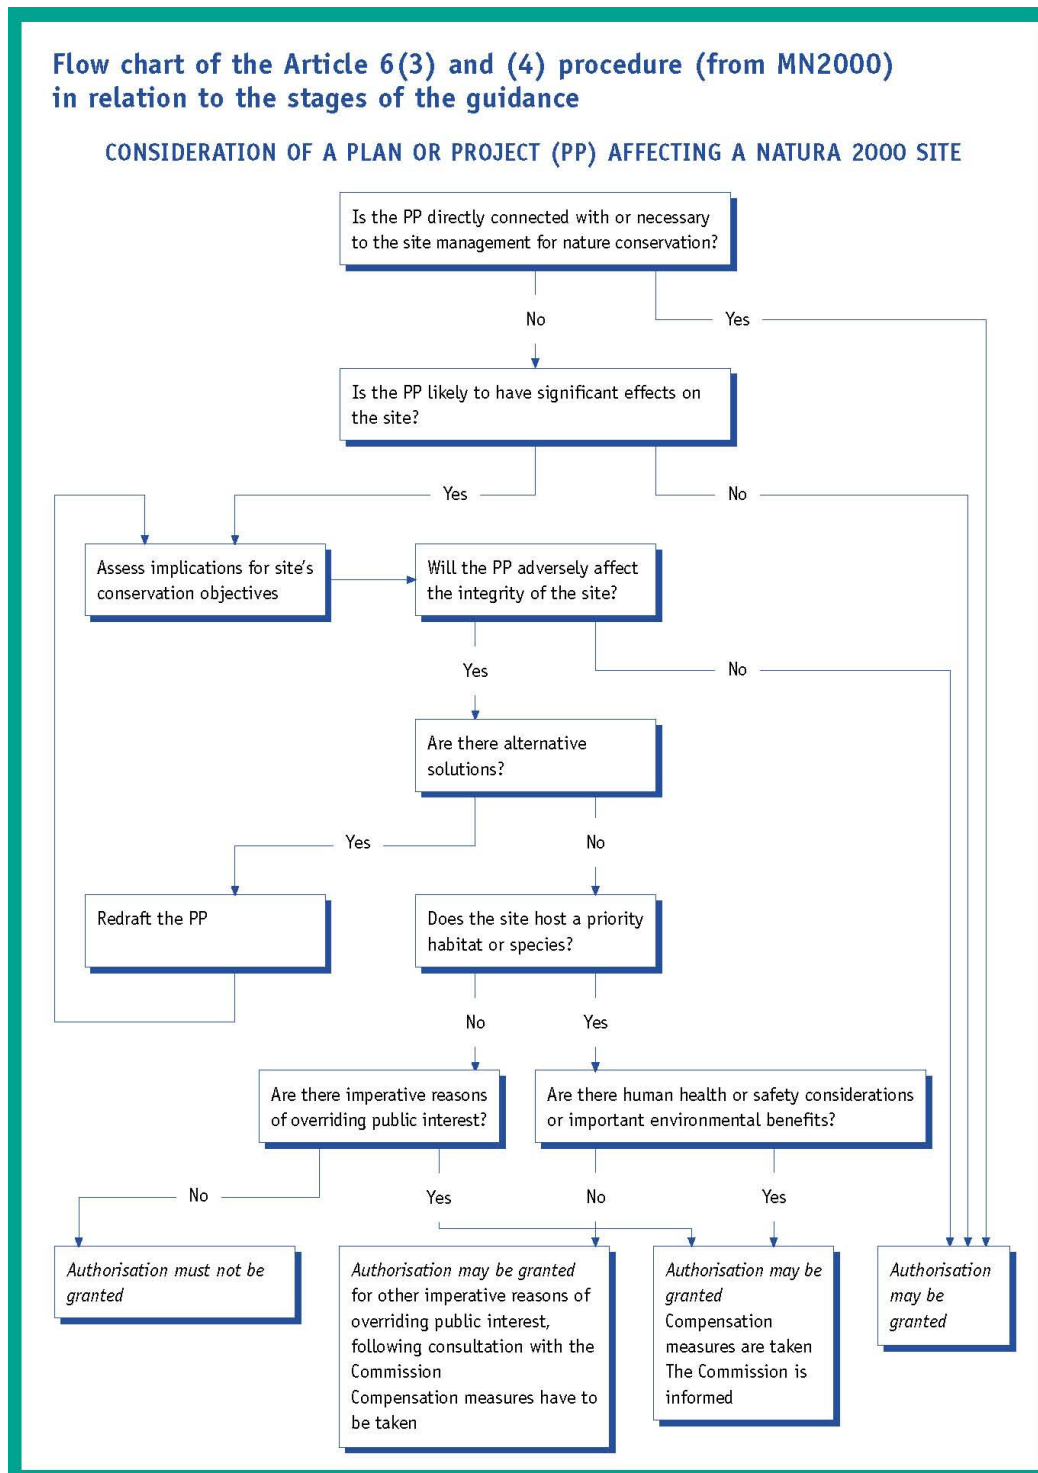 Flow chart of the Article 6(3) and (4) procedure (from MN2000)
in relation to the stages of the guidance
CONSIDERATION OF A PLAN OR PROJECT (PP) AFFECTING A NATURA 2000 SITE
Is the PP directly connected with or necessary
to the site management for nature conservation?
No
Yes
Is the PP likely to have significant effects on
the site?
Yes
No
Assess implications for site's
conservation objectives
Will the PP adversely affect
the integrity of the site?
Yes
No
Are there alternative
solutions?
Yes
No
Redraft the PP
Does the site host a priority
habitat or species?
No
Yes
Are there imperative reasons
of overriding public interest?
Are there human health or safety considerations
or important environmental benefits?
No
Yes
No
Yes
Authorisation must not be
granted
Authorisation may be granted
for other imperative reasons of
overriding public interest,
following consultation with the
Commission
Compensation measures have to
be taken
Authorisation may be
granted
Compensation
measures are taken
The Commission is
informed
Authorisation
may be
granted